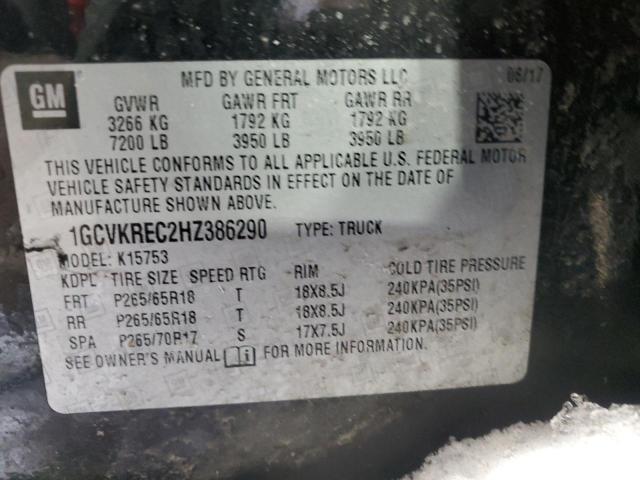 GM
MFD BY GENERAL MOTORS LLC 06/17
GVWR GAWR FRT GAWR RR
3266 KG 1792 KG 1792 KG
7200 LB 3950 LB 3950 LB
THIS VEHICLE CONFORMS TO ALL APPLICABLE U.S. FEDERAL MOTOR
VEHICLE SAFETY STANDARDS IN EFFECT ON THE DATE OF
MANUFACTURE SHOWN ABOVE.
1GCVKREC2HZ386290 TYPE: TRUCK
MODEL: K15753
KDPL TIRE SIZE SPEED RTG RIM COLD TIRE PRESSURE
FRT P265/65R18 T 18X8.5J 240KPA(35PSI)
RR P265/65R18 T 18X8.5J 240KPA(35PSI)
SPA P265/70R17 S 17X7.5J 240KPA(35PSI)
SEE OWNER'S MANUAL FOR MORE INFORMATION.